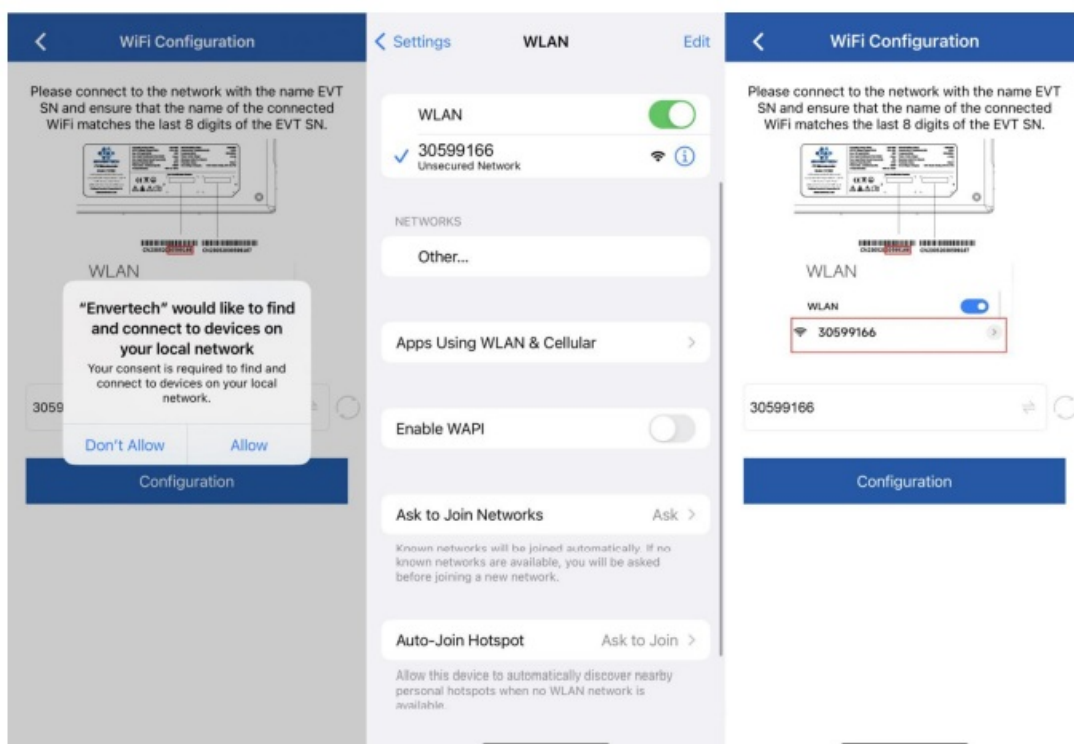 WiFi Configuration
Please connect to the network with the name EVT
SN and ensure that the name of the connected
WiFi matches the last 8 digits of the EVT SN.
WLAN
"Envertech" would like to find
and connect to devices on
your local network
Your consent is required to find and
connect to devices on your local
network.
3059
Don't Allow
Allow
Configuration
Settings
WLAN
Edit
WLAN
30599166
Unsecured Network
NETWORKS
Other...
Apps Using WLAN & Cellular
Enable WAPI
Ask to Join Networks
Ask
Known networks will be joined automatically. If no
known networks are available, you will be asked
before joining a new network.
Auto-Join Hotspot
Ask to Join
Allow this device to automatically discover nearby
personal hotspots when no WLAN network is
available.
WiFi Configuration
Please connect to the network with the name EVT
SN and ensure that the name of the connected
WiFi matches the last 8 digits of the EVT SN.
WLAN
WLAN
30599166
30599166
Configuration